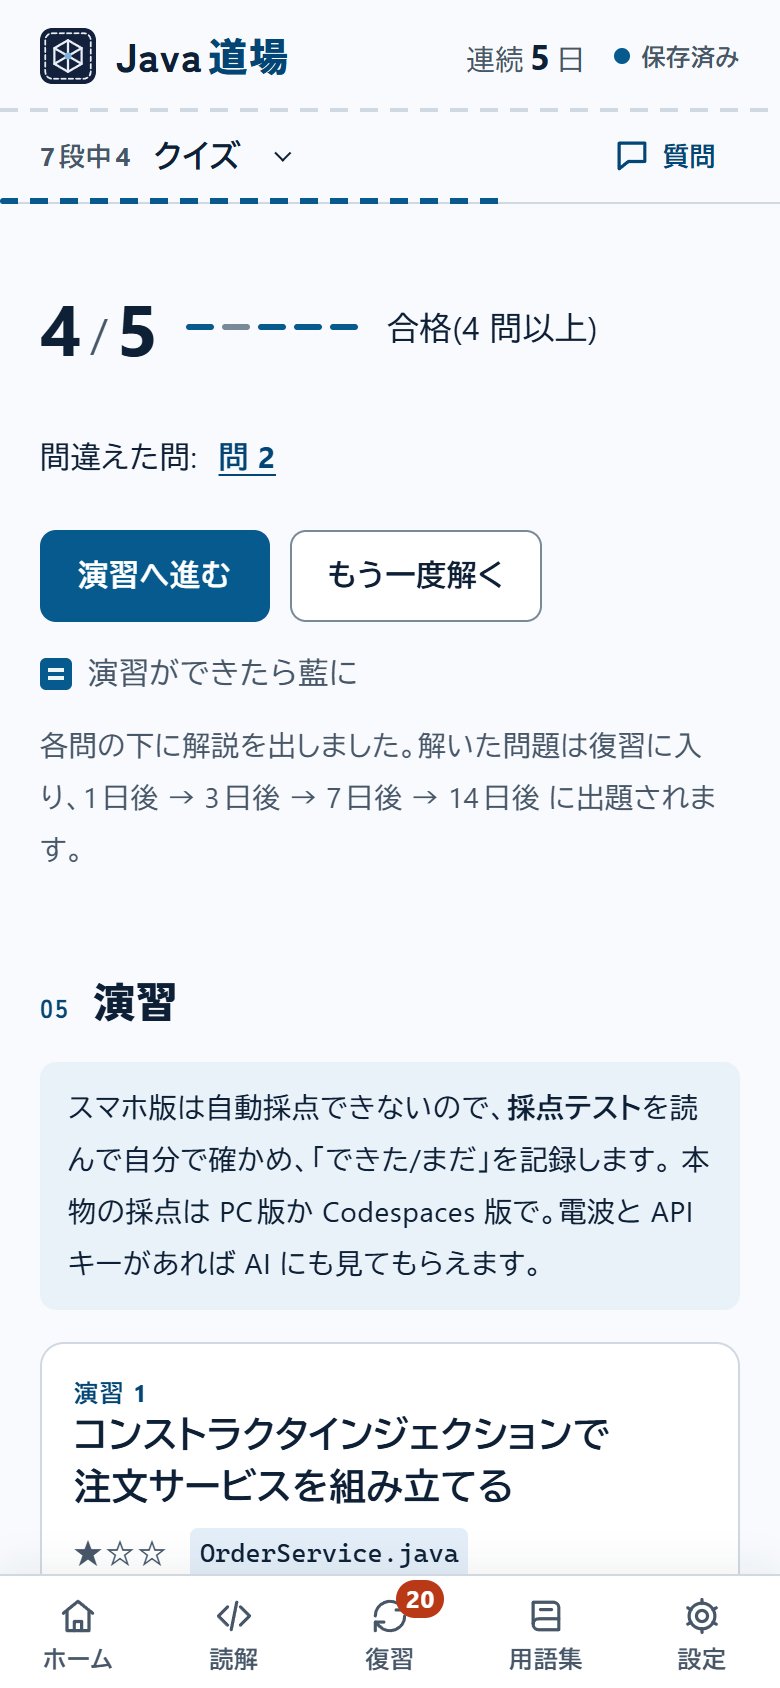 Java 道場
連続 5 日
保存済み
7段中4 クイズ
質問
4/5
合格(4 問以上)
間違えた問: 問 2
演習へ進む
もう一度解く
演習ができたら藍に
各問の下に解説を出しました。解いた問題は復習に入
り、1日後 → 3日後 → 7日後 → 14日後 に出題されま
す。
05 演習
スマホ版は自動採点できないので、採点テストを読
んで自分で確かめ、「できた/まだ」を記録します。本
物の採点は PC版か Codespaces 版で。電波と API
キーがあれば AI にも見てもらえます。
演習 1
コンストラクタインジェクションで
注文サービスを組み立てる
★☆☆ OrderService.java
20
ホーム
読解
復習
用語集
設定